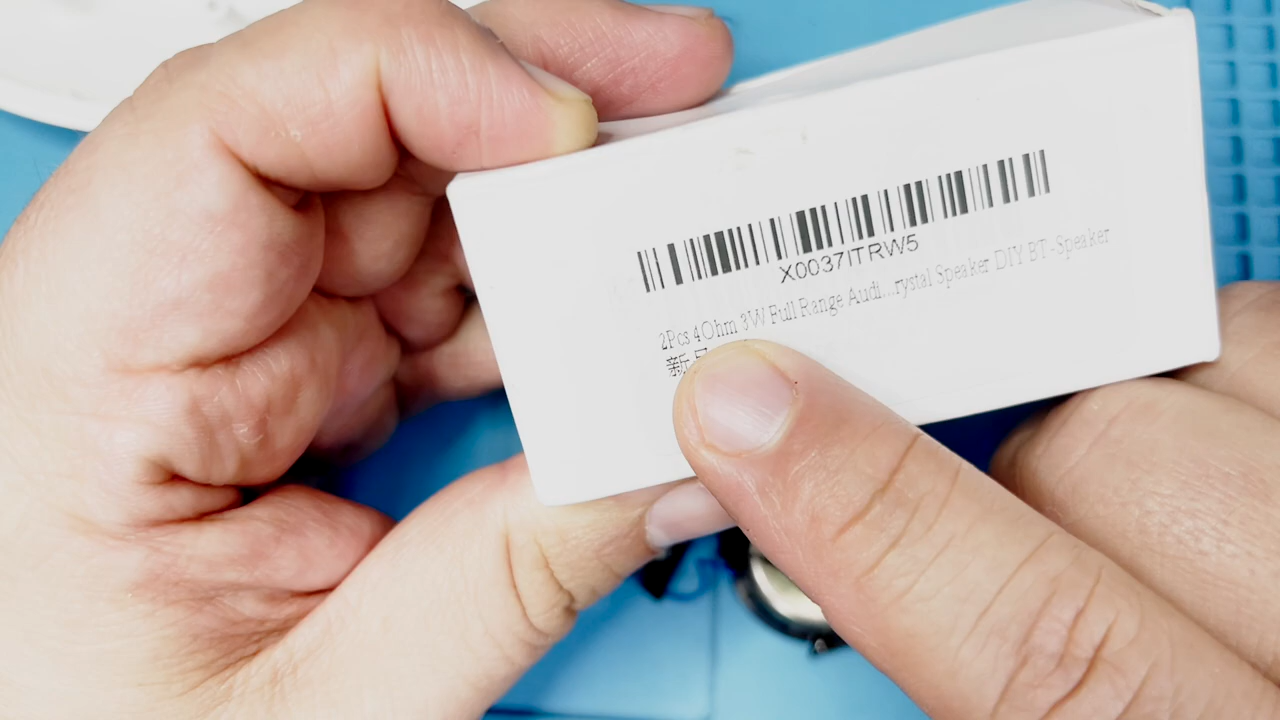 X0037ITRW5
2Pcs 4Ohm 3W Full Range Audi...rystal Speaker DIY BT-Speaker
新